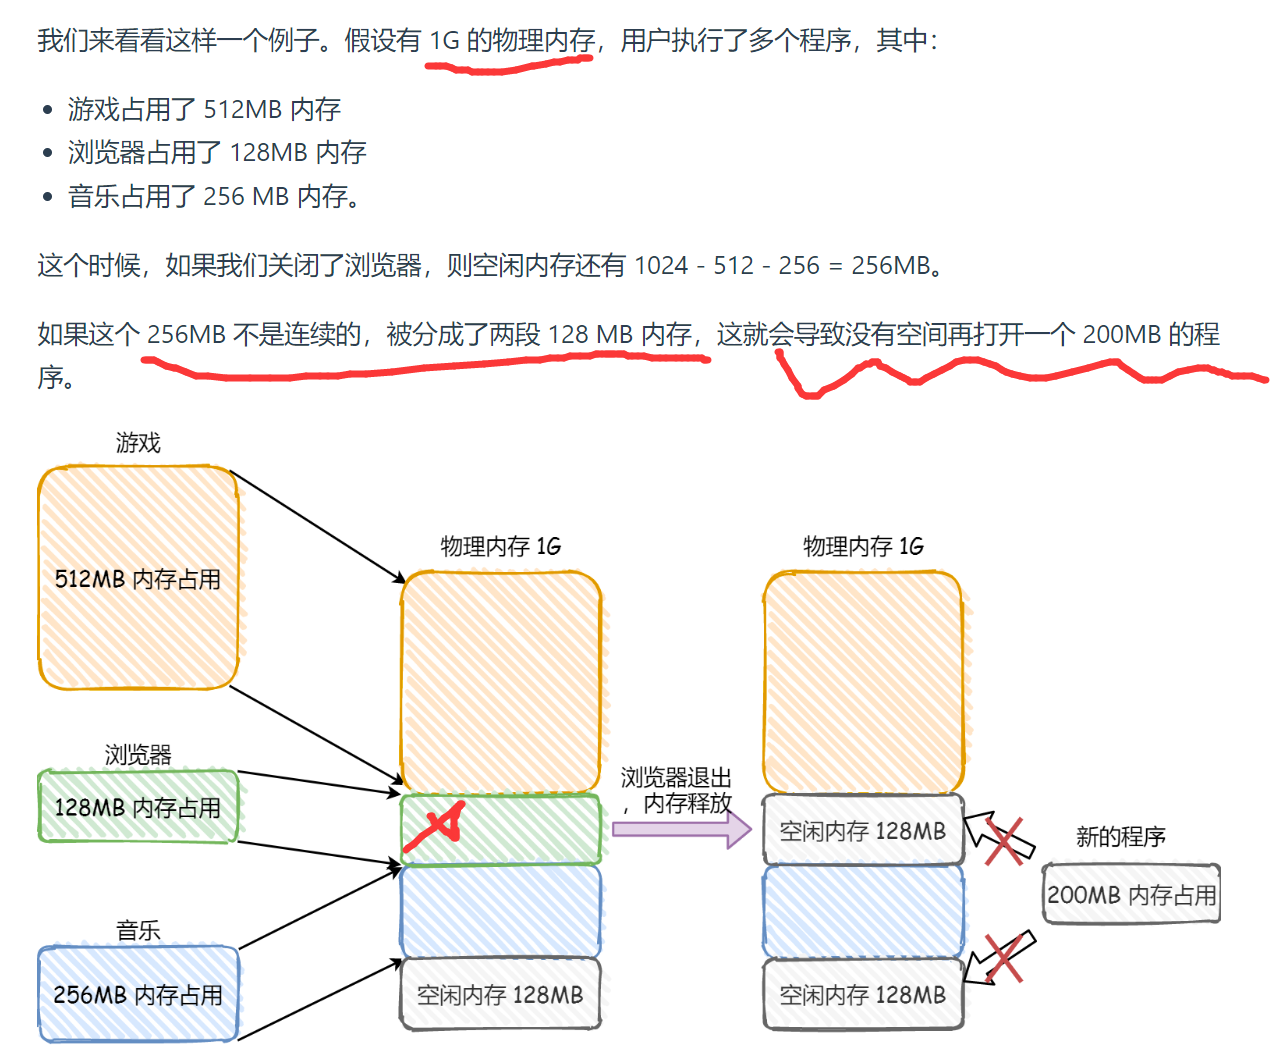 我们来看看这样一个例子。假设有 1G 的物理内存，用户执行了多个程序，其中：
• 游戏占用了 512MB 内存
• 浏览器占用了 128MB 内存
• 音乐占用了 256 MB 内存。
这个时候，如果我们关闭了浏览器，则空闲内存还有 1024 - 512 - 256 = 256MB。
如果这个 256MB 不是连续的，被分成了两段 128 MB 内存，这就会导致没有空间再打开一个 200MB 的程
序。
游戏
512MB 内存占用
物理内存 1G
物理内存 1G
浏览器
128MB 内存占用
浏览器退出
，内存释放
空闲内存 128MB
新的程序
200MB 内存占用
音乐
256MB 内存占用
空闲内存 128MB
空闲内存 128MB